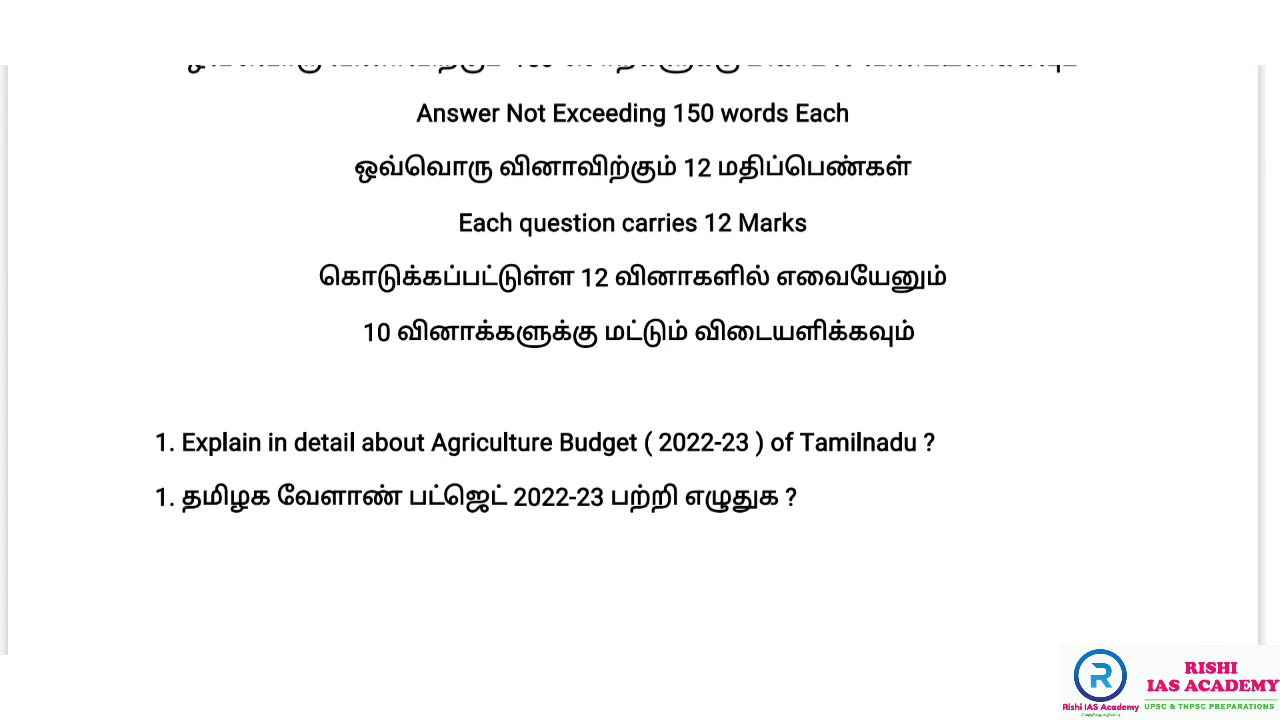 Answer Not Exceeding 150 words Each
ஒவ்வொரு வினாவிற்கும் 12 மதிப்பெண்கள்
Each question carries 12 Marks
கொடுக்கப்பட்டுள்ள 12 வினாகளில் எவையேனும்
10 வினாக்களுக்கு மட்டும் விடையளிக்கவும்
1. Explain in detail about Agriculture Budget ( 2022-23 ) of Tamilnadu ?
1. தமிழக வேளாண் பட்ஜெட் 2022-23 பற்றி எழுதுக ?
R
Rishi IAS Academy
RISHI
IAS ACADEMY
UPSC & TNPSC PREPARATIONS